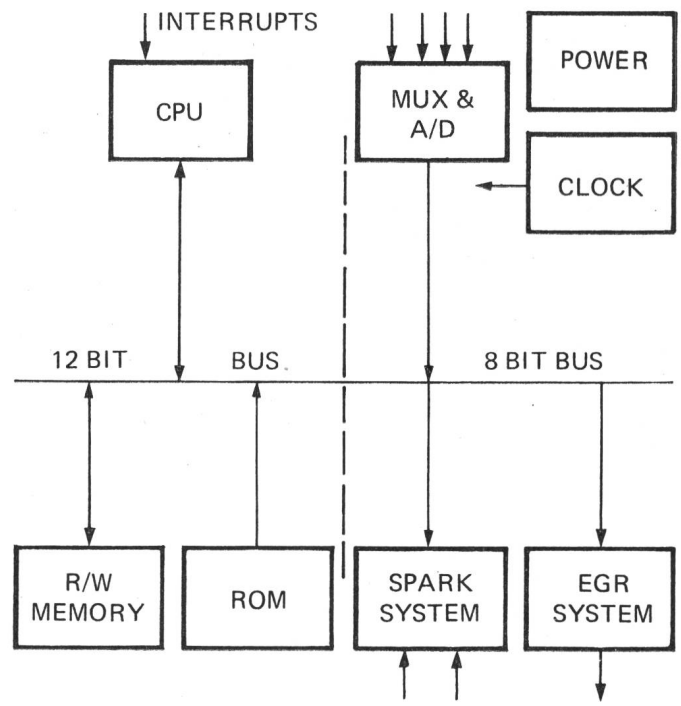 INTERRUPTS
CPU
MUX &
A/D
POWER
CLOCK
12 BIT BUS
8 BIT BUS
R/W
MEMORY
ROM
SPARK
SYSTEM
EGR
SYSTEM